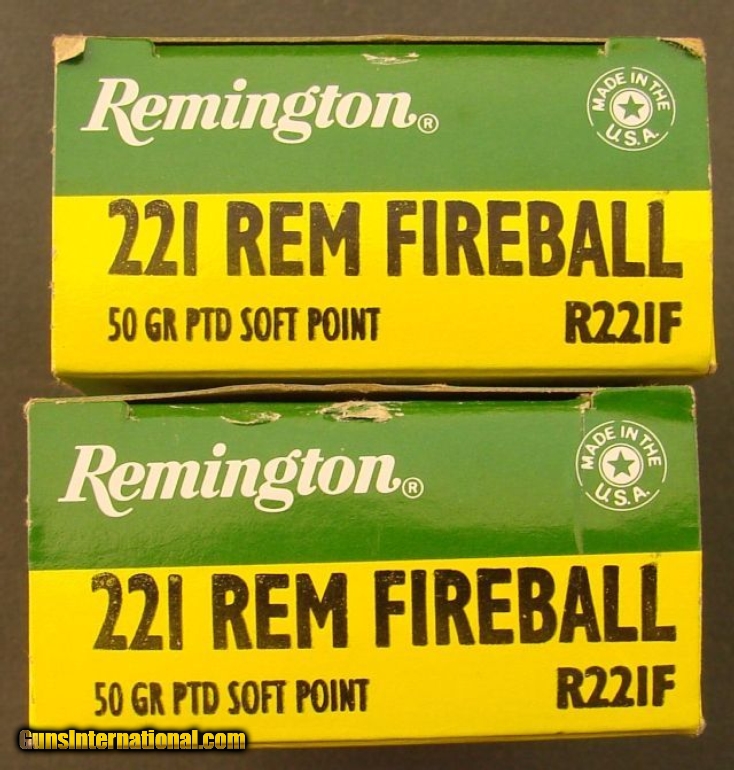 Remington®
MADE IN THE U.S.A.
221 REM FIREBALL
50 GR PTD SOFT POINT
R221F
Remington®
MADE IN THE U.S.A.
221 REM FIREBALL
50 GR PTD SOFT POINT
R221F
GunsInternational.com